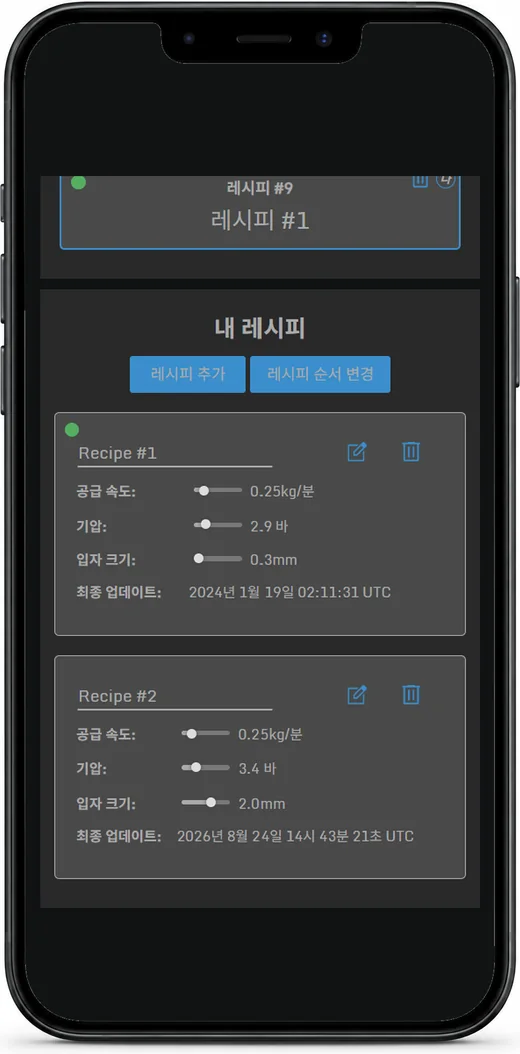 레시피 #9
레시피 #1
내 레시피
레시피 추가 레시피 순서 변경
Recipe #1
공급 속도: 0.25kg/분
기압: 2.9 바
입자 크기: 0.3mm
최종 업데이트: 2024년 1월 19일 02:11:31 UTC
Recipe #2
공급 속도: 0.25kg/분
기압: 3.4 바
입자 크기: 2.0mm
최종 업데이트: 2026년 8월 24일 14시 43분 21초 UTC